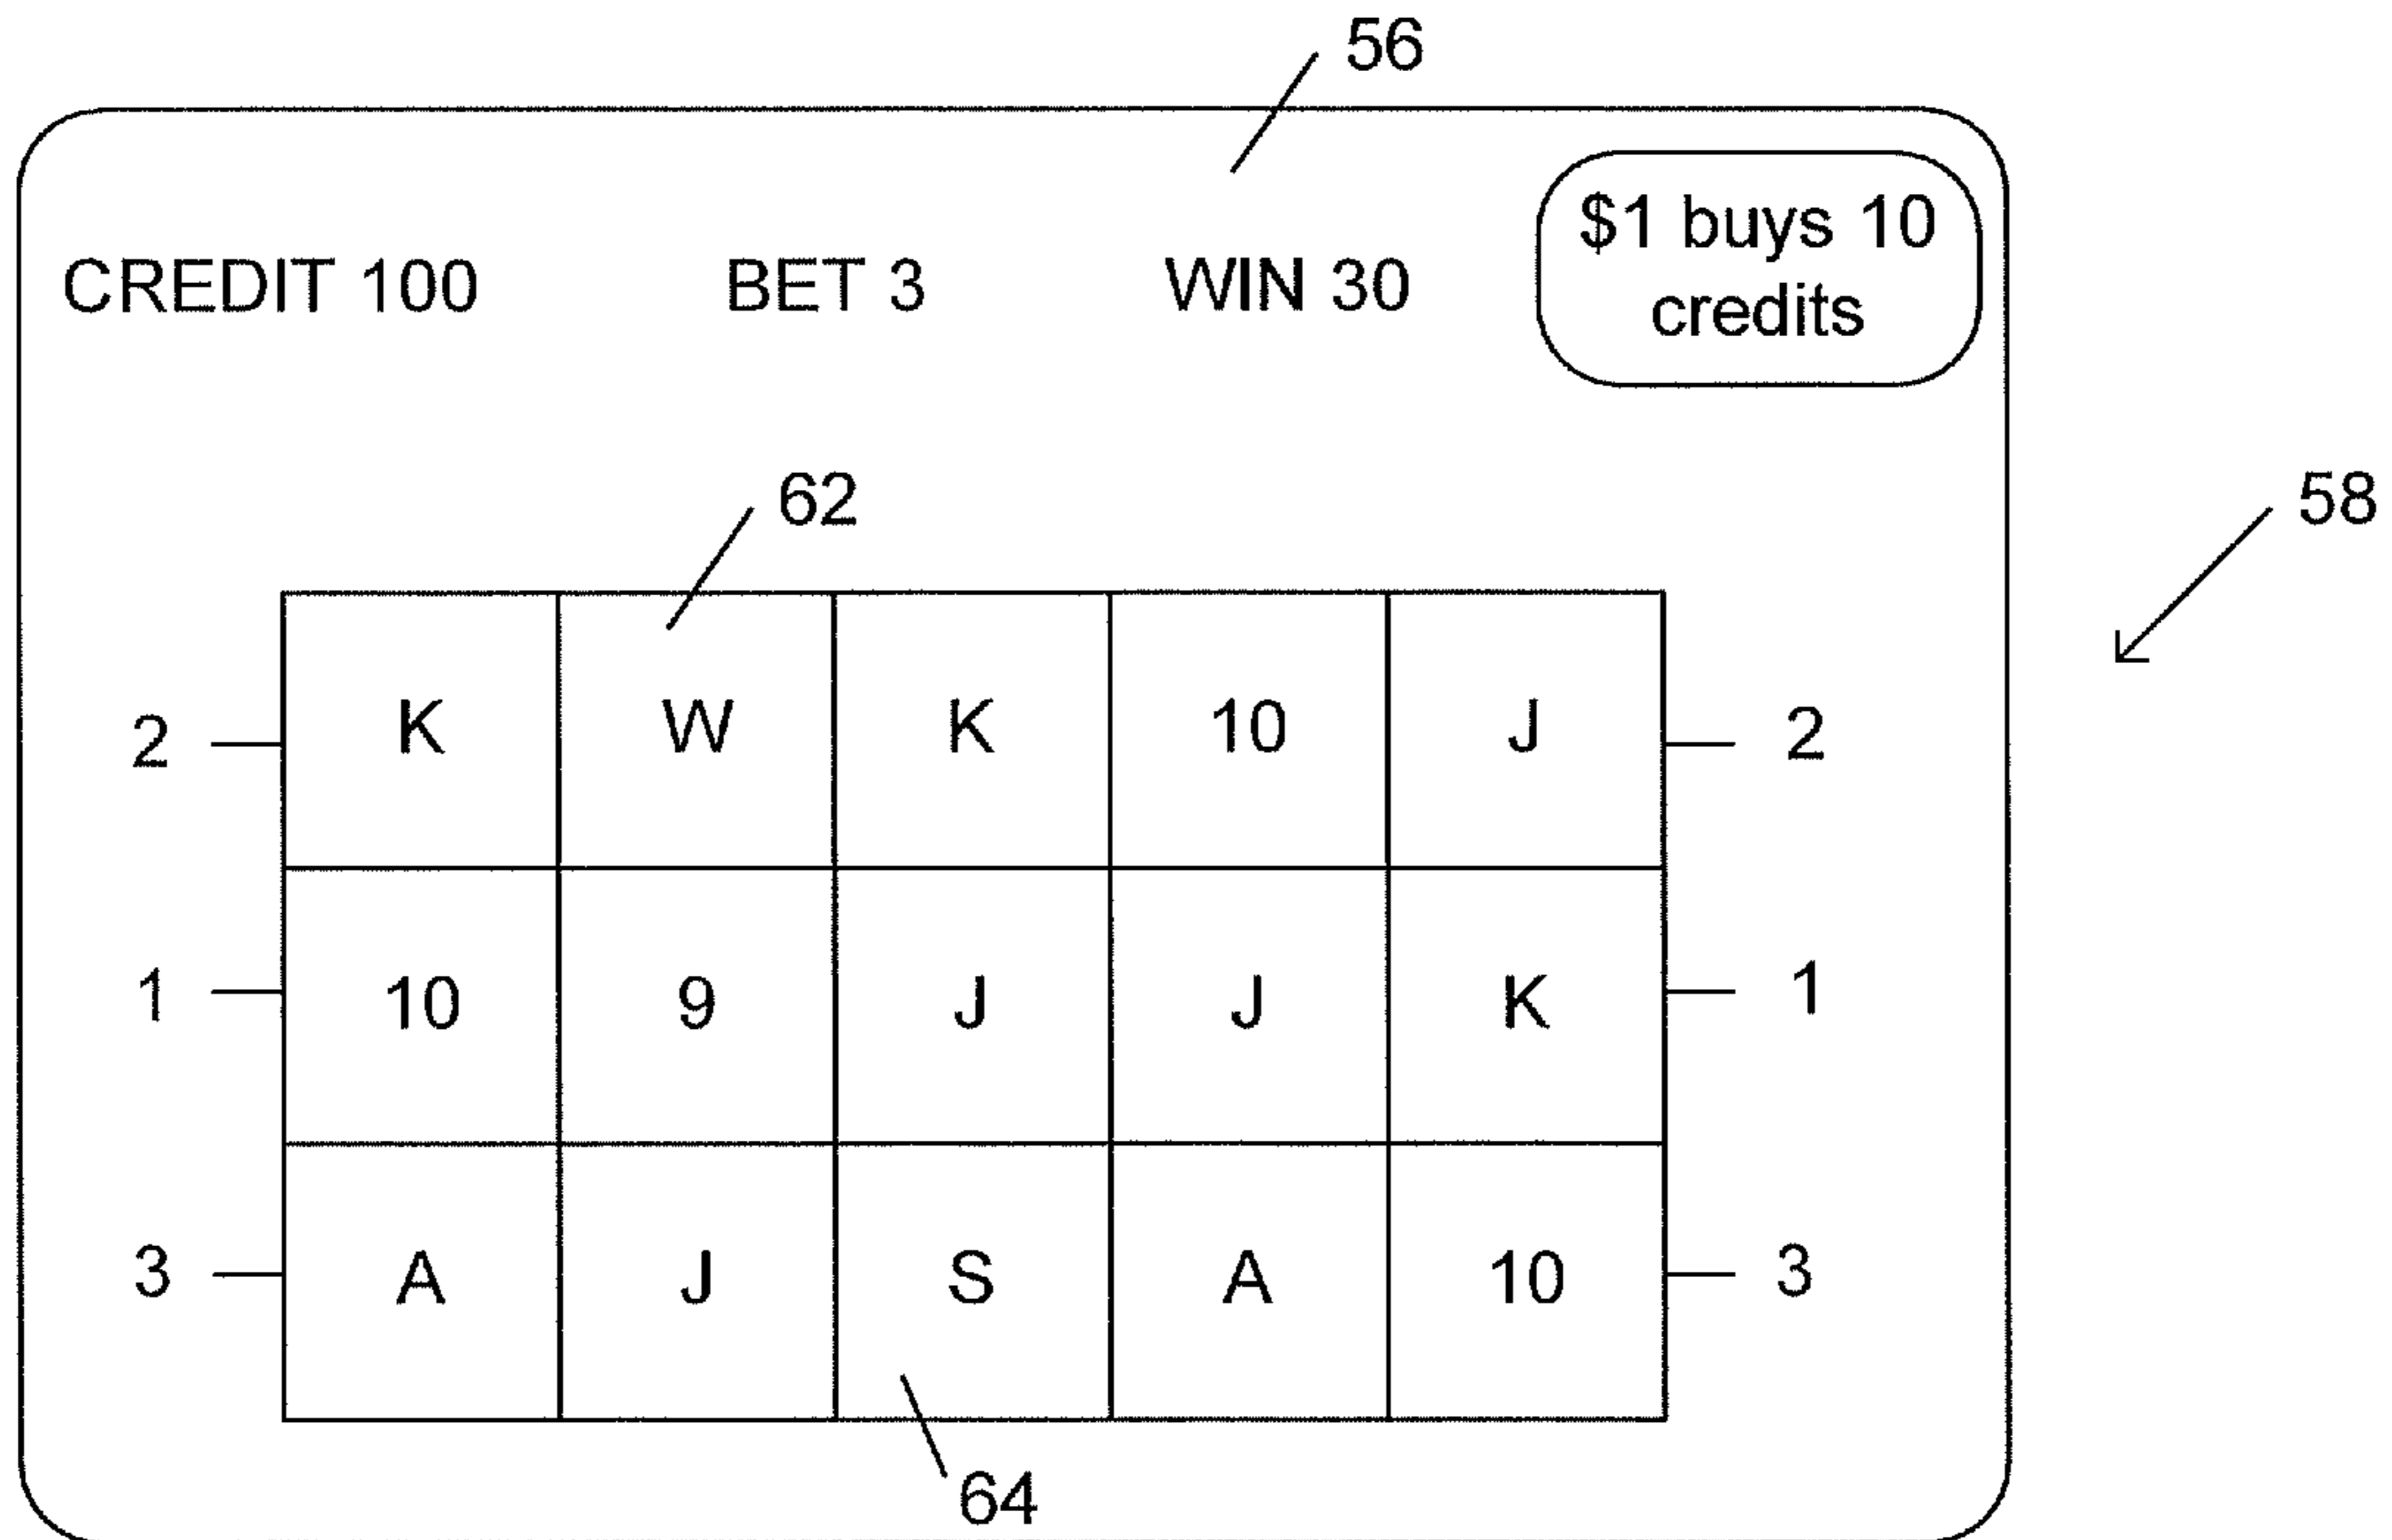 56
$1 buys 10
credits
CREDIT 100 BET 3 WIN 30
62
58
2 K W K 10 J 2
1 10 9 J J K 1
3 A J S A 10 3
64